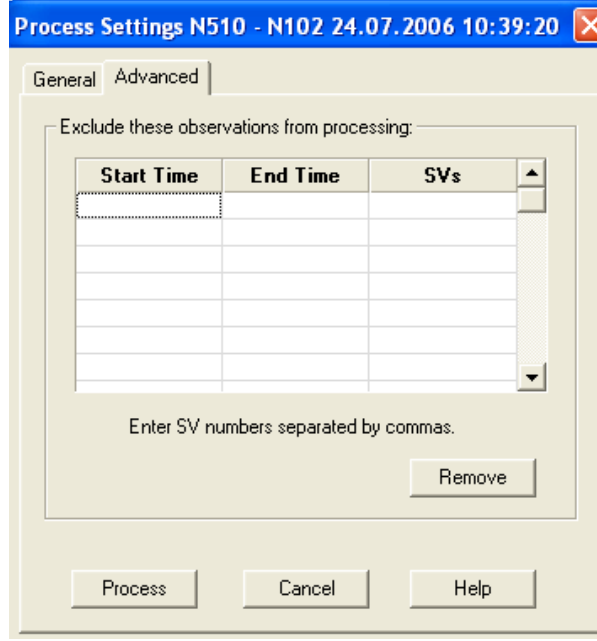 Process Settings N510 - N102 24.07.2006 10:39:20
General Advanced
Exclude these observations from processing:
Start Time End Time SVs
Enter SV numbers separated by commas.
Remove
Process Cancel Help